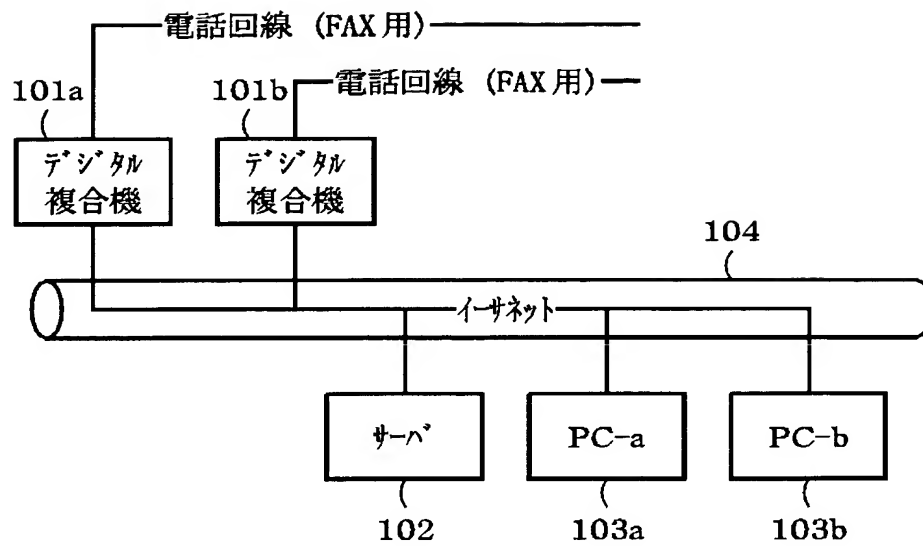 電話回線 (FAX用)
電話回線 (FAX用)
101a
101b
デジタル
複合機
デジタル
複合機
104
イーサネット
サーバ
PC-a
PC-b
102
103a
103b